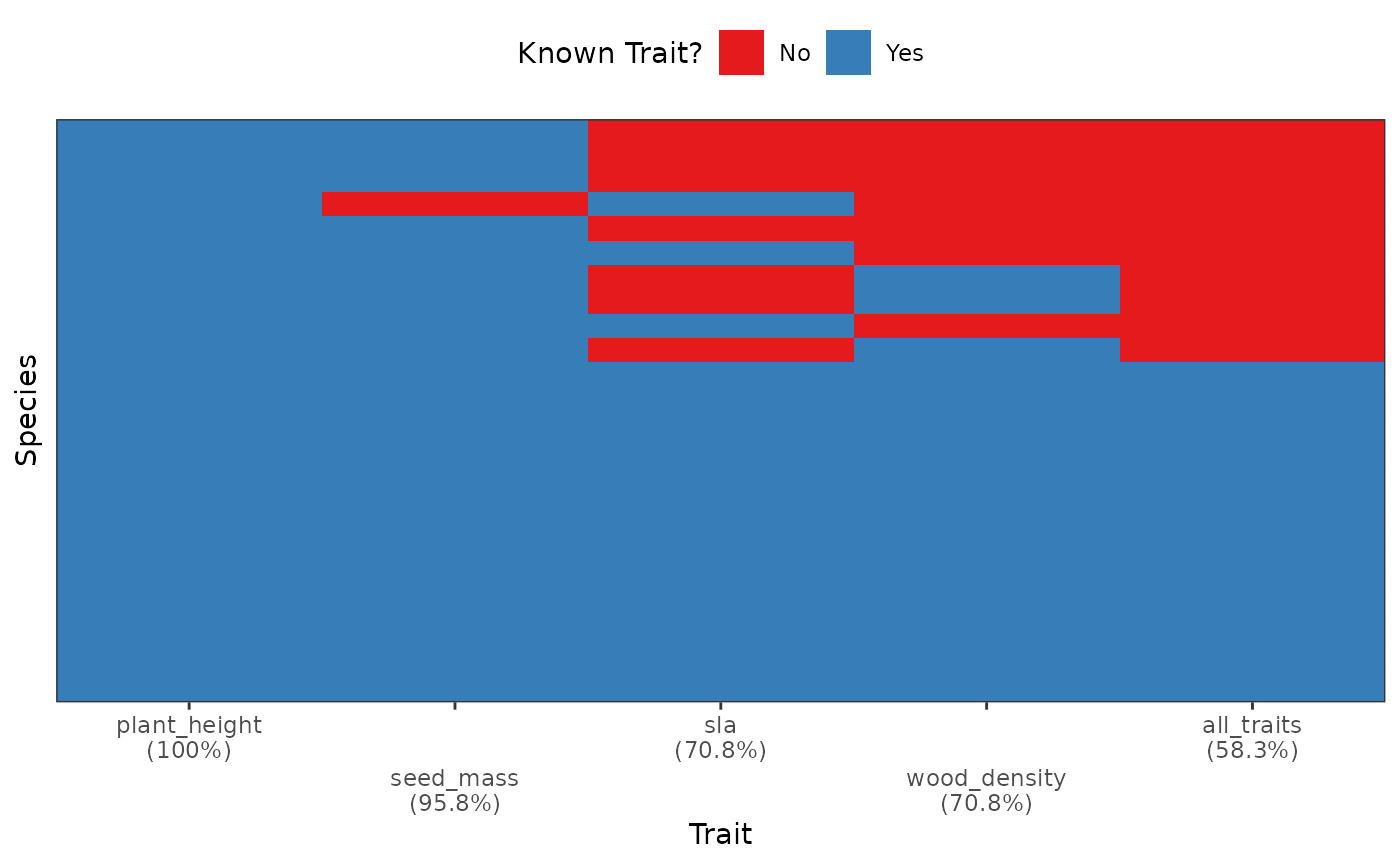 Known Trait? No Yes
Species
plant_height
(100%)
seed_mass
(95.8%)
sla
(70.8%)
wood_density
(70.8%)
all_traits
(58.3%)
Trait